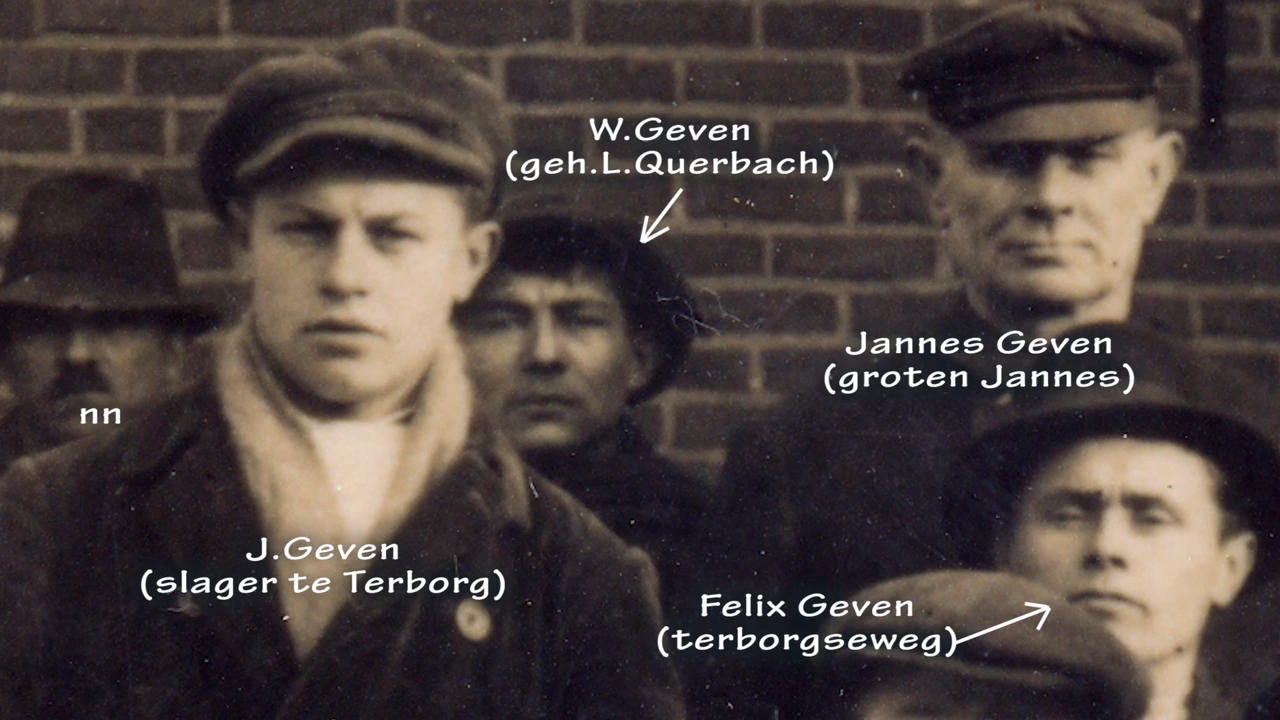 W.Geven
(geh.L.Querbach)
Jannes Geven
(groten Jannes)
nn
J.Geven
(slager te Terborg)
Felix Geven
(terborgseweg)